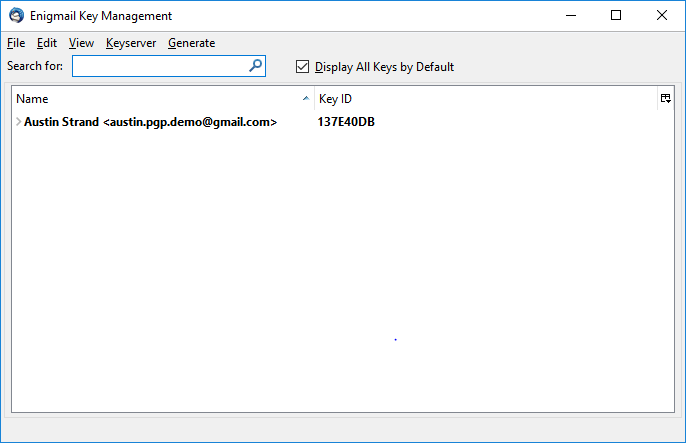 Enigmail Key Management
File Edit View Keyserver Generate
Search for: Display All Keys by Default
Name Key ID
Austin Strand <austin.pgp.demo@gmail.com> 137E40DB